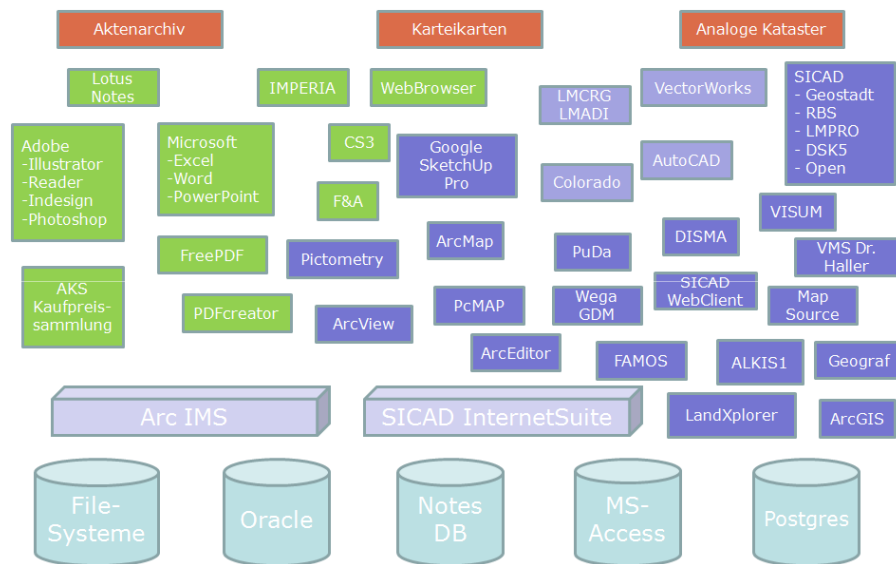 Aktenarchiv
Karteikarten
Analoge Kataster
Lotus
Notes
IMPERIA
WebBrowser
LMCRG
LMADI
VectorWorks
SICAD
- Geostadt
- RBS
- LMPRO
- DSK5
- Open
Adobe
-Illustrator
-Reader
-Indesign
-Photoshop
Microsoft
-Excel
-Word
-PowerPoint
CS3
Google
SketchUp
Pro
AutoCAD
Colorado
F&A
VISUM
ArcMap
DISMA
FreePDF
Pictometry
PuDa
VMS Dr.
Haller
AKS
Kaufpreis-
sammlung
PDFcreator
ArcView
PcMAP
Wega
GDM
SICAD
WebClient
Map
Source
ArcEditor
FAMOS
ALKIS1
Geograf
Arc IMS
SICAD InternetSuite
LandXplorer
ArcGIS
File-
Systeme
Oracle
Notes
DB
MS-
Access
Postgres